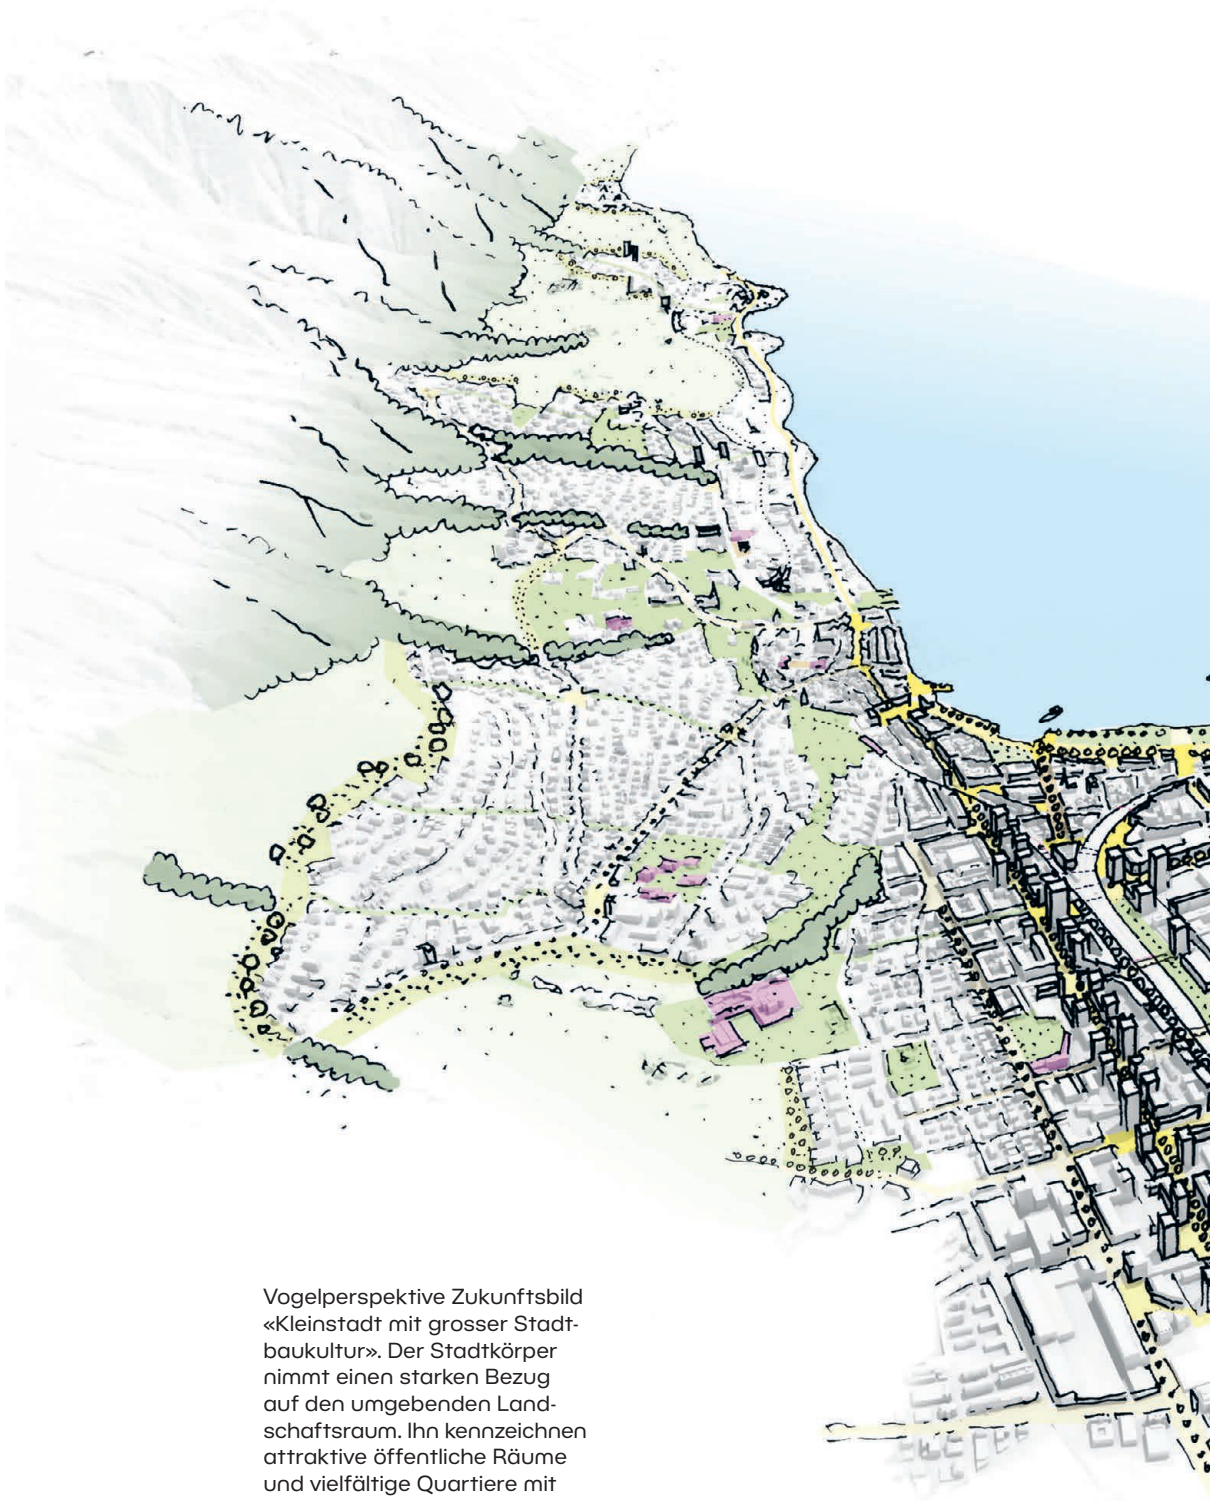 Vogelperspektive Zukunftsbild
«Kleinstadt mit grosser Stadt-
baukultur». Der Stadtkörper
nimmt einen starken Bezug
auf den umgebenden Land-
schaftsraum. Ihn kennzeichnen
attraktive öffentliche Räume
und vielfältige Quartiere mit